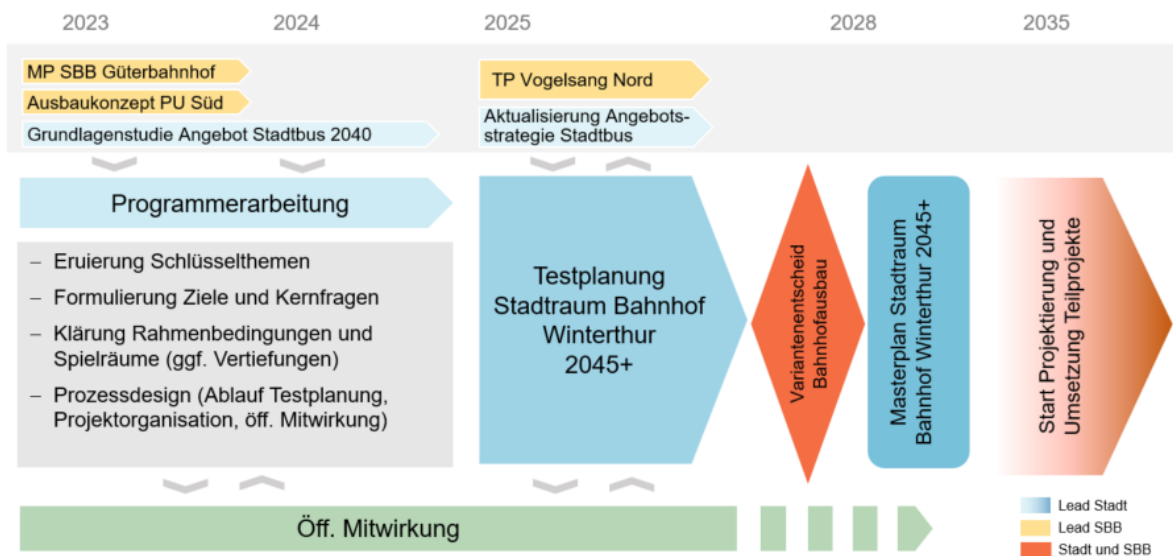 2023 2024 2025 2028 2035
MP SBB Güterbahnhof
Ausbaukonzept PU Süd
Grundlagenstudie Angebot Stadtbus 2040
TP Vogelsang Nord
Aktualisierung Angebots-
strategie Stadtbus
Programmerarbeitung
– Eruierung Schlüsselthemen
– Formulierung Ziele und Kernfragen
– Klärung Rahmenbedingungen und
Spielräume (ggf. Vertiefungen)
– Prozessdesign (Ablauf Testplanung,
Projektorganisation, öff. Mitwirkung)
Testplanung
Stadtraum Bahnhof
Winterthur
2045+
Variantenentscheid
Bahnhofausbau
Masterplan Stadtraum
Bahnhof Winterthur 2045+
Start Projektierung und
Umsetzung Teilprojekte
Öff. Mitwirkung
Lead Stadt
Lead SBB
Stadt und SBB